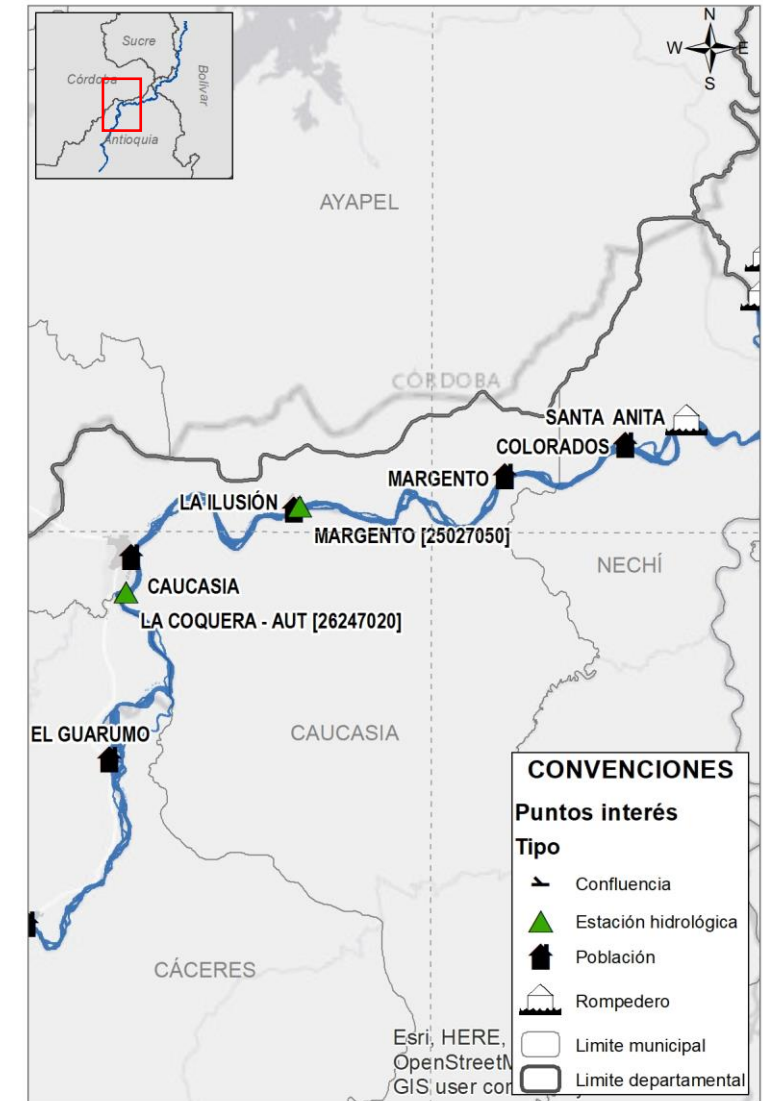 Sucre
Córdoba
Bolívar
Antioquia
N
W
E
S
AYAPEL
CÓRDOBA
SANTA ANITA
COLORADOS
MARGENTO
LA ILUSIÓN
MARGENTO [25027050]
NECHÍ
CAUCASIA
LA COQUERA - AUT [26247020]
EL GUARUMO
CAUCASIA
CÁCERES
CONVENCIONES
Puntos interés
Tipo
Confluencia
Estación hidrológica
Población
Rompedero
Limite municipal
Limite departamental
Esri, HERE,
GIS user